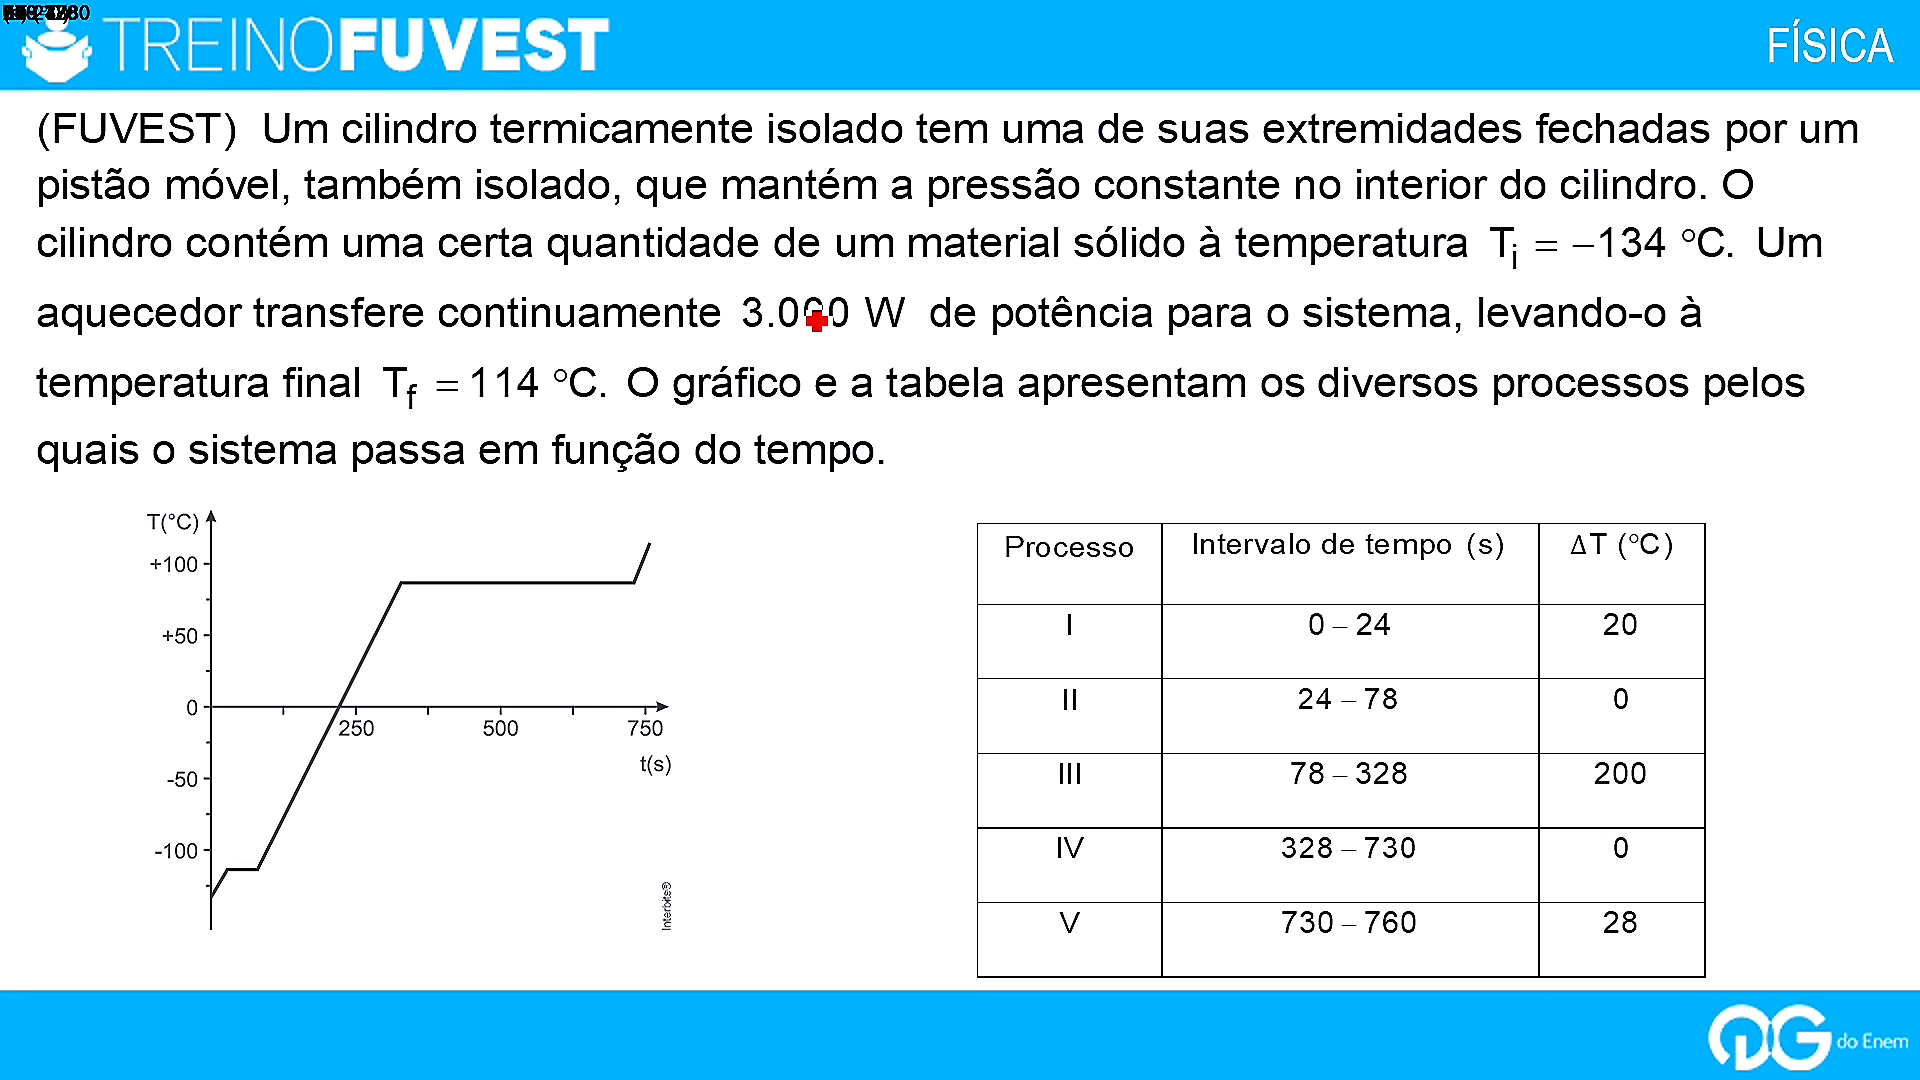 TREINOFUVEST
FÍSICA
(FUVEST) Um cilindro termicamente isolado tem uma de suas extremidades fechadas por um
pistão móvel, também isolado, que mantém a pressão constante no interior do cilindro. O
cilindro contém uma certa quantidade de um material sólido à temperatura Ti = −134 °C. Um
aquecedor transfere continuamente 3.000 W de potência para o sistema, levando-o à
temperatura final Tf = 114 °C. O gráfico e a tabela apresentam os diversos processos pelos
quais o sistema passa em função do tempo.
T(°C)
+100
+50
0
-50
-100
250 500 750
t(s)
Interbits®
Processo Intervalo de tempo (s) ΔT (°C)
I 0 – 24 20
II 24 – 78 0
III 78 – 328 200
IV 328 – 730 0
V 730 – 760 28
QG do Enem